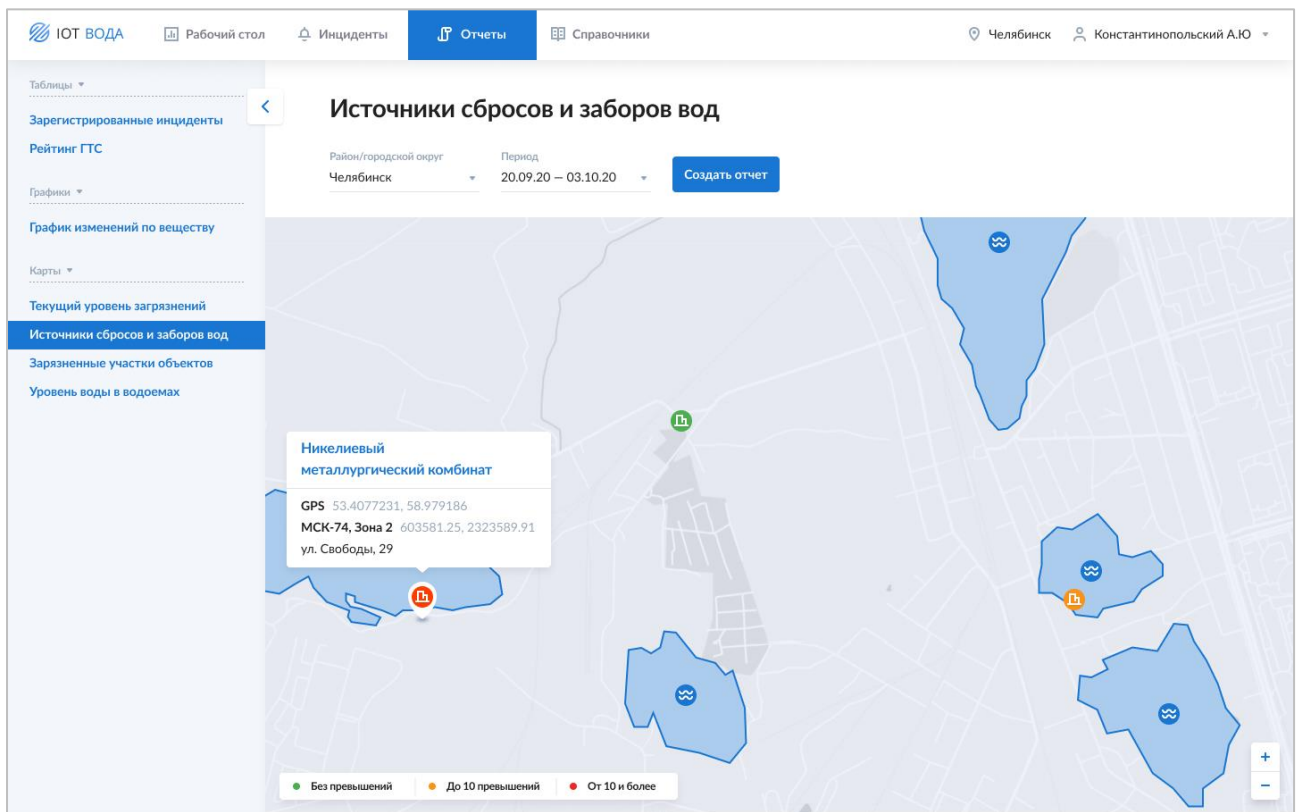 IOT ВОДА
Рабочий стол
Инциденты
Отчеты
Справочники
Челябинск
Константинопольский А.Ю
Таблицы
Зарегистрированные инциденты
Рейтинг ГТС
Графики
График изменений по веществу
Карты
Текущий уровень загрязнений
Источники сбросов и заборов вод
Зарязненные участки объектов
Уровень воды в водоемах
Источники сбросов и заборов вод
Район/городской округ
Челябинск
Период
20.09.20 — 03.10.20
Создать отчет
Никелиевый
металлургический комбинат
GPS 53.4077231, 58.979186
МСК-74, Зона 2 603581.25, 2323589.91
ул. Свободы, 29
Без превышений
До 10 превышений
От 10 и более
+
−